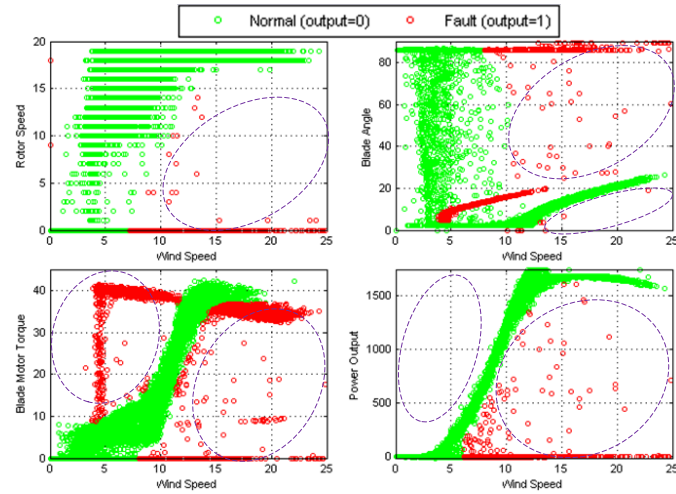 Normal (output=0) Fault (output=1)
20
15
10
5
0
Rotor Speed
0 5 10 15 20 25
Wind Speed
80
60
40
20
0
Blade Angle
0 5 10 15 20 25
Wind Speed
40
30
20
10
0
Blade Motor Torque
0 5 10 15 20 25
Wind Speed
1500
1000
500
0
Power Output
0 5 10 15 20 25
Wind Speed